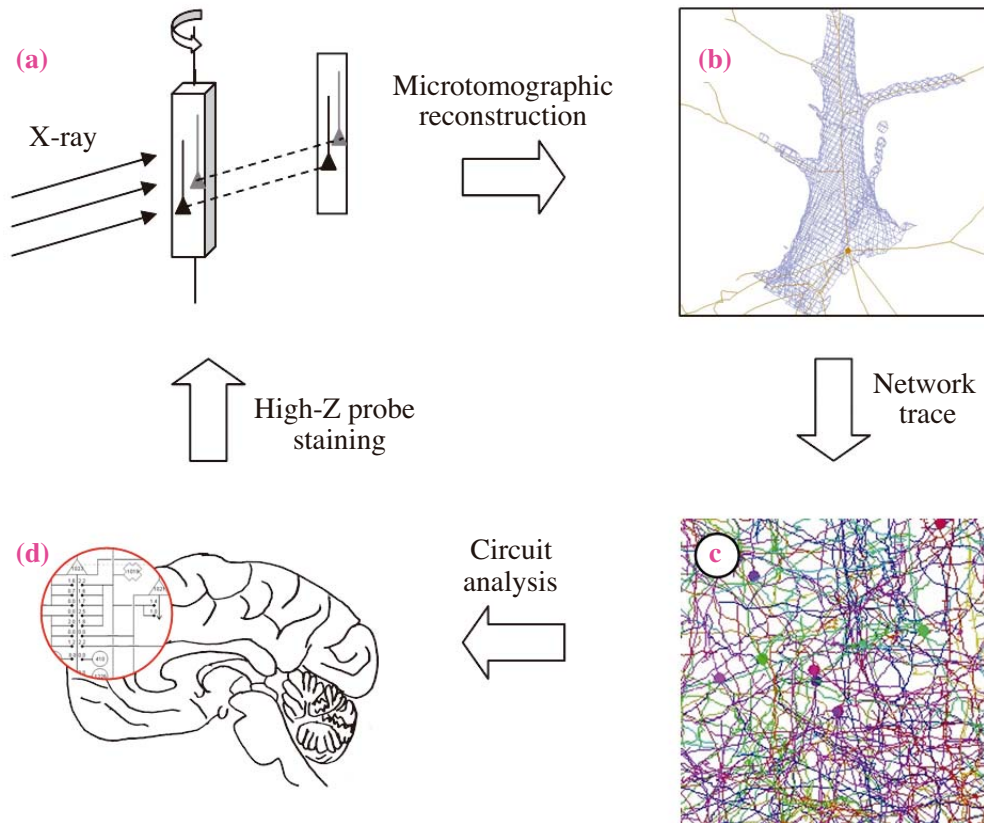 (a)
X-ray
Microtomographic
reconstruction
(b)
High-Z probe
staining
Network
trace
(d)
Circuit
analysis
c